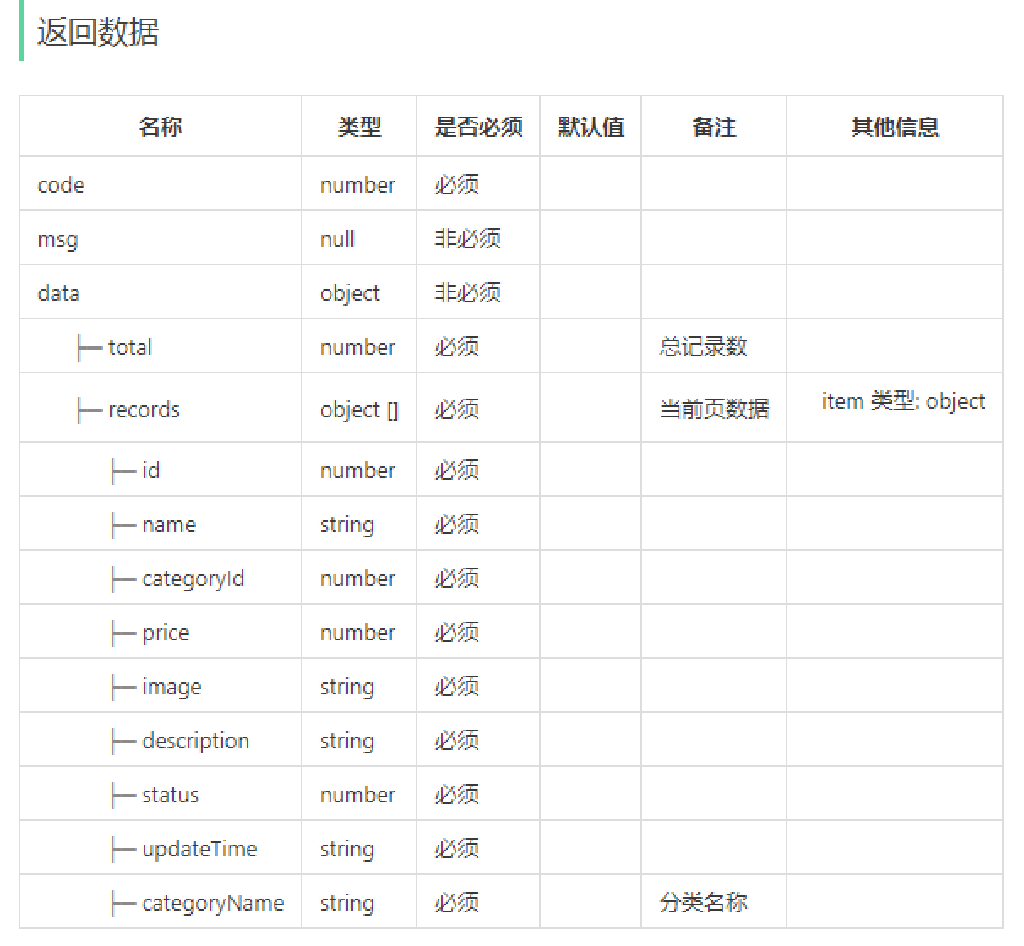 返回数据
名称 类型 是否必须 默认值 备注 其他信息
code number 必须
msg null 非必须
data object 非必须
├─ total number 必须 总记录数
├─ records object [] 必须 当前页数据 item 类型: object
├─ id number 必须
├─ name string 必须
├─ categoryId number 必须
├─ price number 必须
├─ image string 必须
├─ description string 必须
├─ status number 必须
├─ updateTime string 必须
├─ categoryName string 必须 分类名称